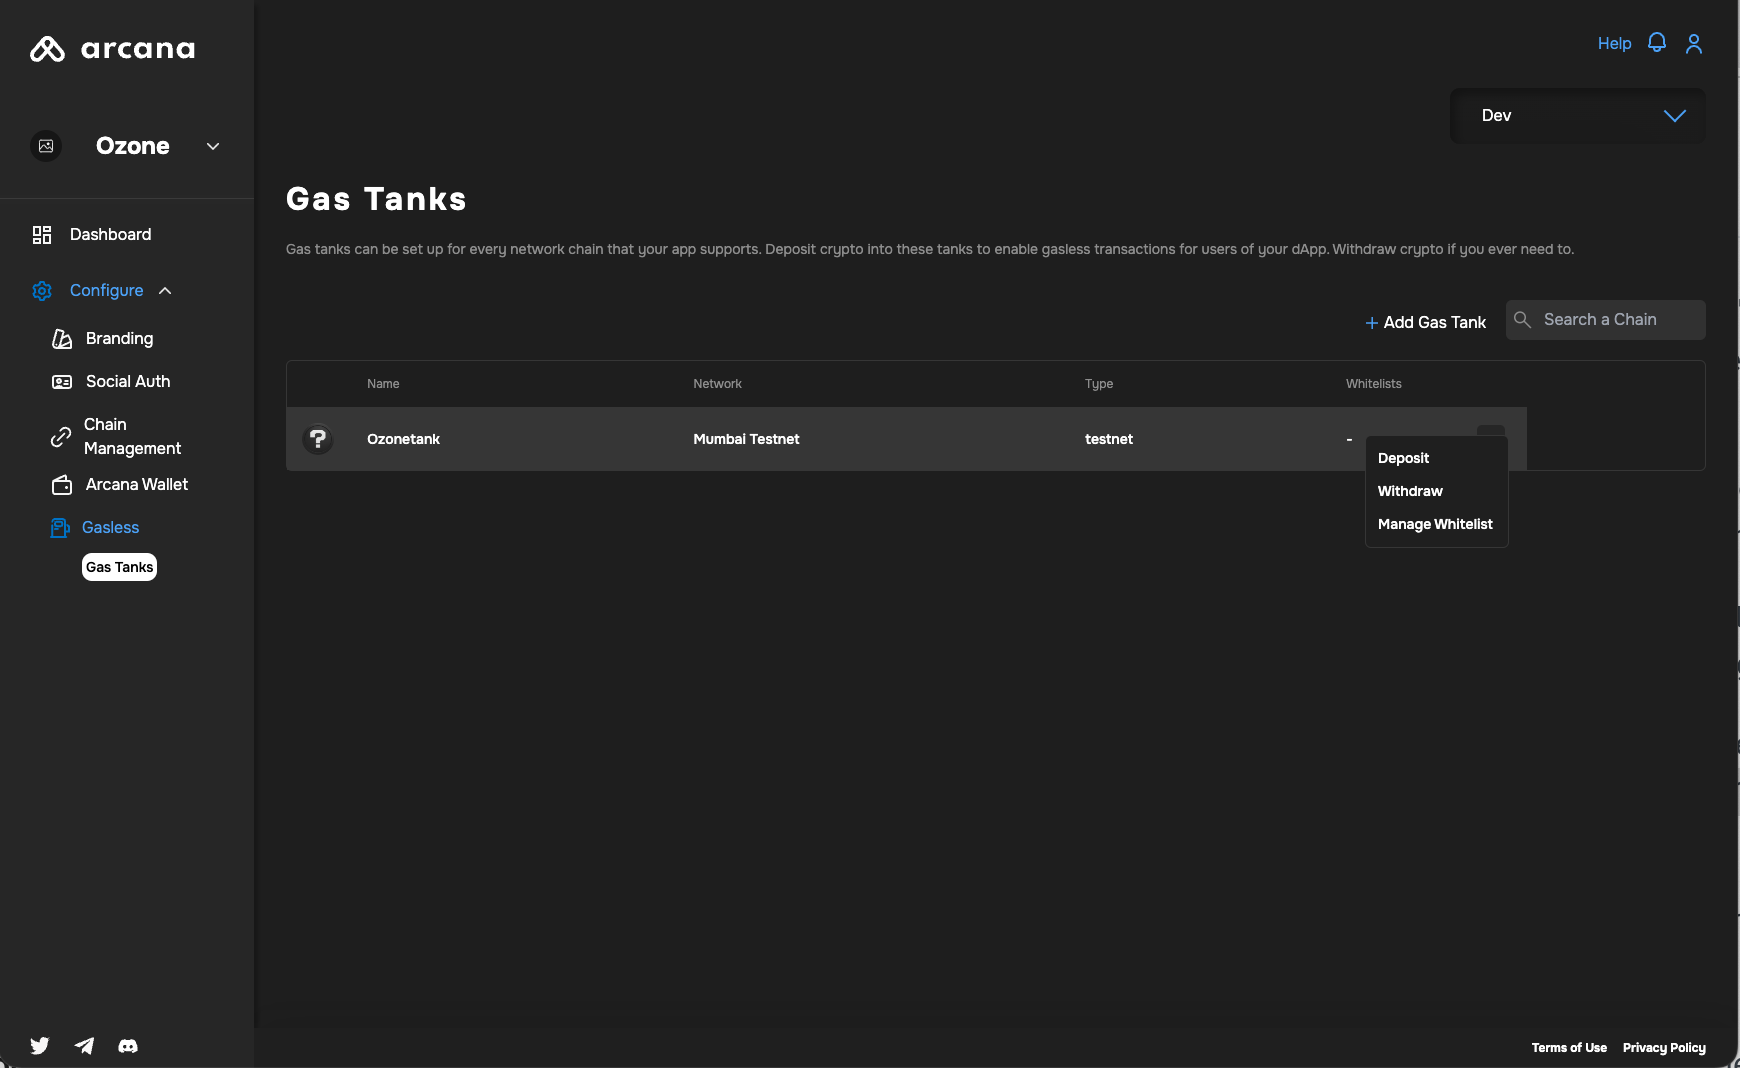 arcana
Help
Dev
Ozone
Gas Tanks
Gas tanks can be set up for every network chain that your app supports. Deposit crypto into these tanks to enable gasless transactions for users of your dApp. Withdraw crypto if you ever need to.
Dashboard
Configure
Branding
Social Auth
Chain
Management
Arcana Wallet
Gasless
Gas Tanks
+ Add Gas Tank
Search a Chain
Name Network Type Whitelists
? Ozonetank Mumbai Testnet testnet -
Deposit
Withdraw
Manage Whitelist
Terms of Use Privacy Policy